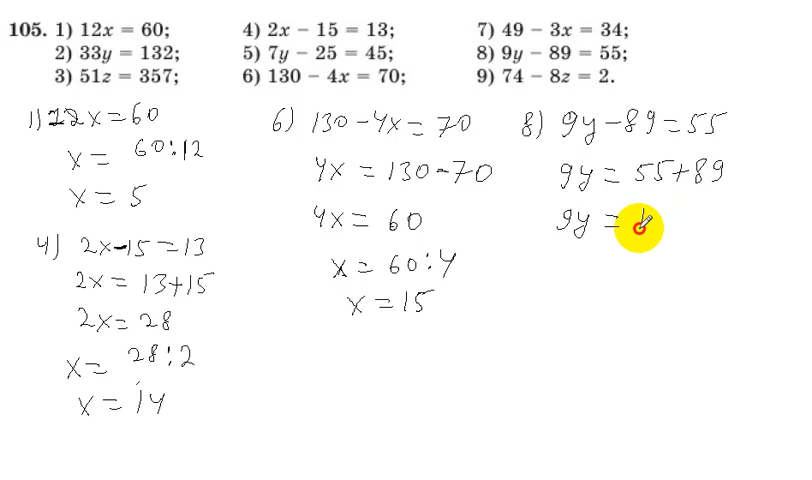 105. 1) 12x = 60; 4) 2x − 15 = 13; 7) 49 − 3x = 34;
2) 33y = 132; 5) 7y − 25 = 45; 8) 9y − 89 = 55;
3) 51z = 357; 6) 130 − 4x = 70; 9) 74 − 8z = 2.
1) 12x = 60
x = 60:12
x = 5
4) 2x − 15 = 13
2x = 13 + 15
2x = 28
x = 28:2
x = 14
6) 130 − 4x = 70
4x = 130 − 70
4x = 60
x = 60:4
x = 15
8) 9y − 89 = 55
9y = 55 + 89
9y = 1